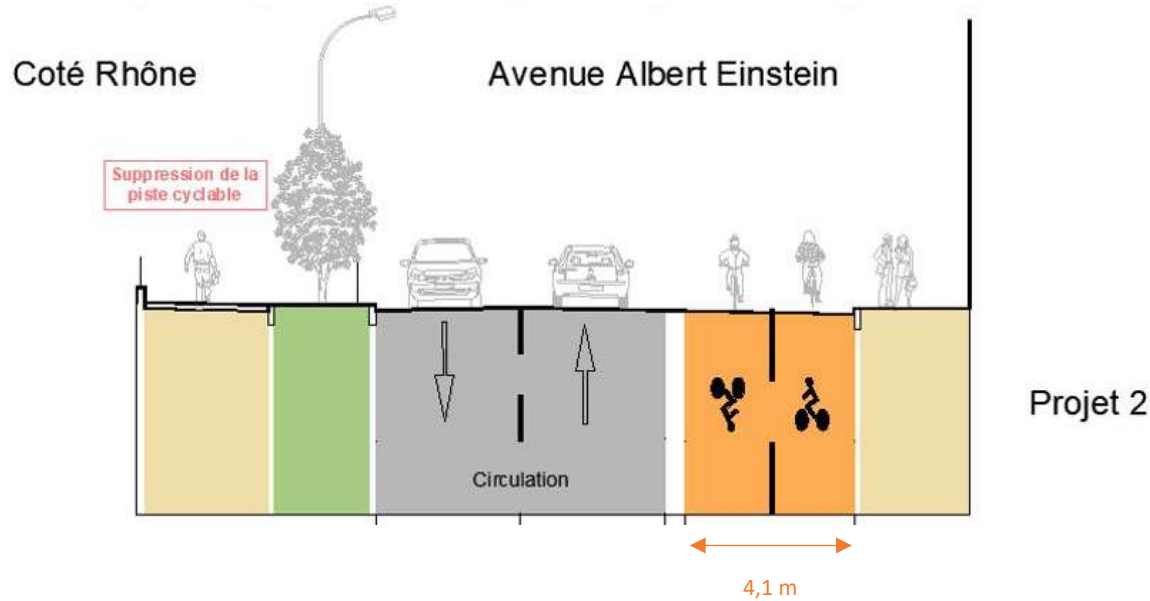 Coté Rhône
Avenue Albert Einstein
Suppression de la
piste cyclable
Projet 2
Circulation
4,1 m